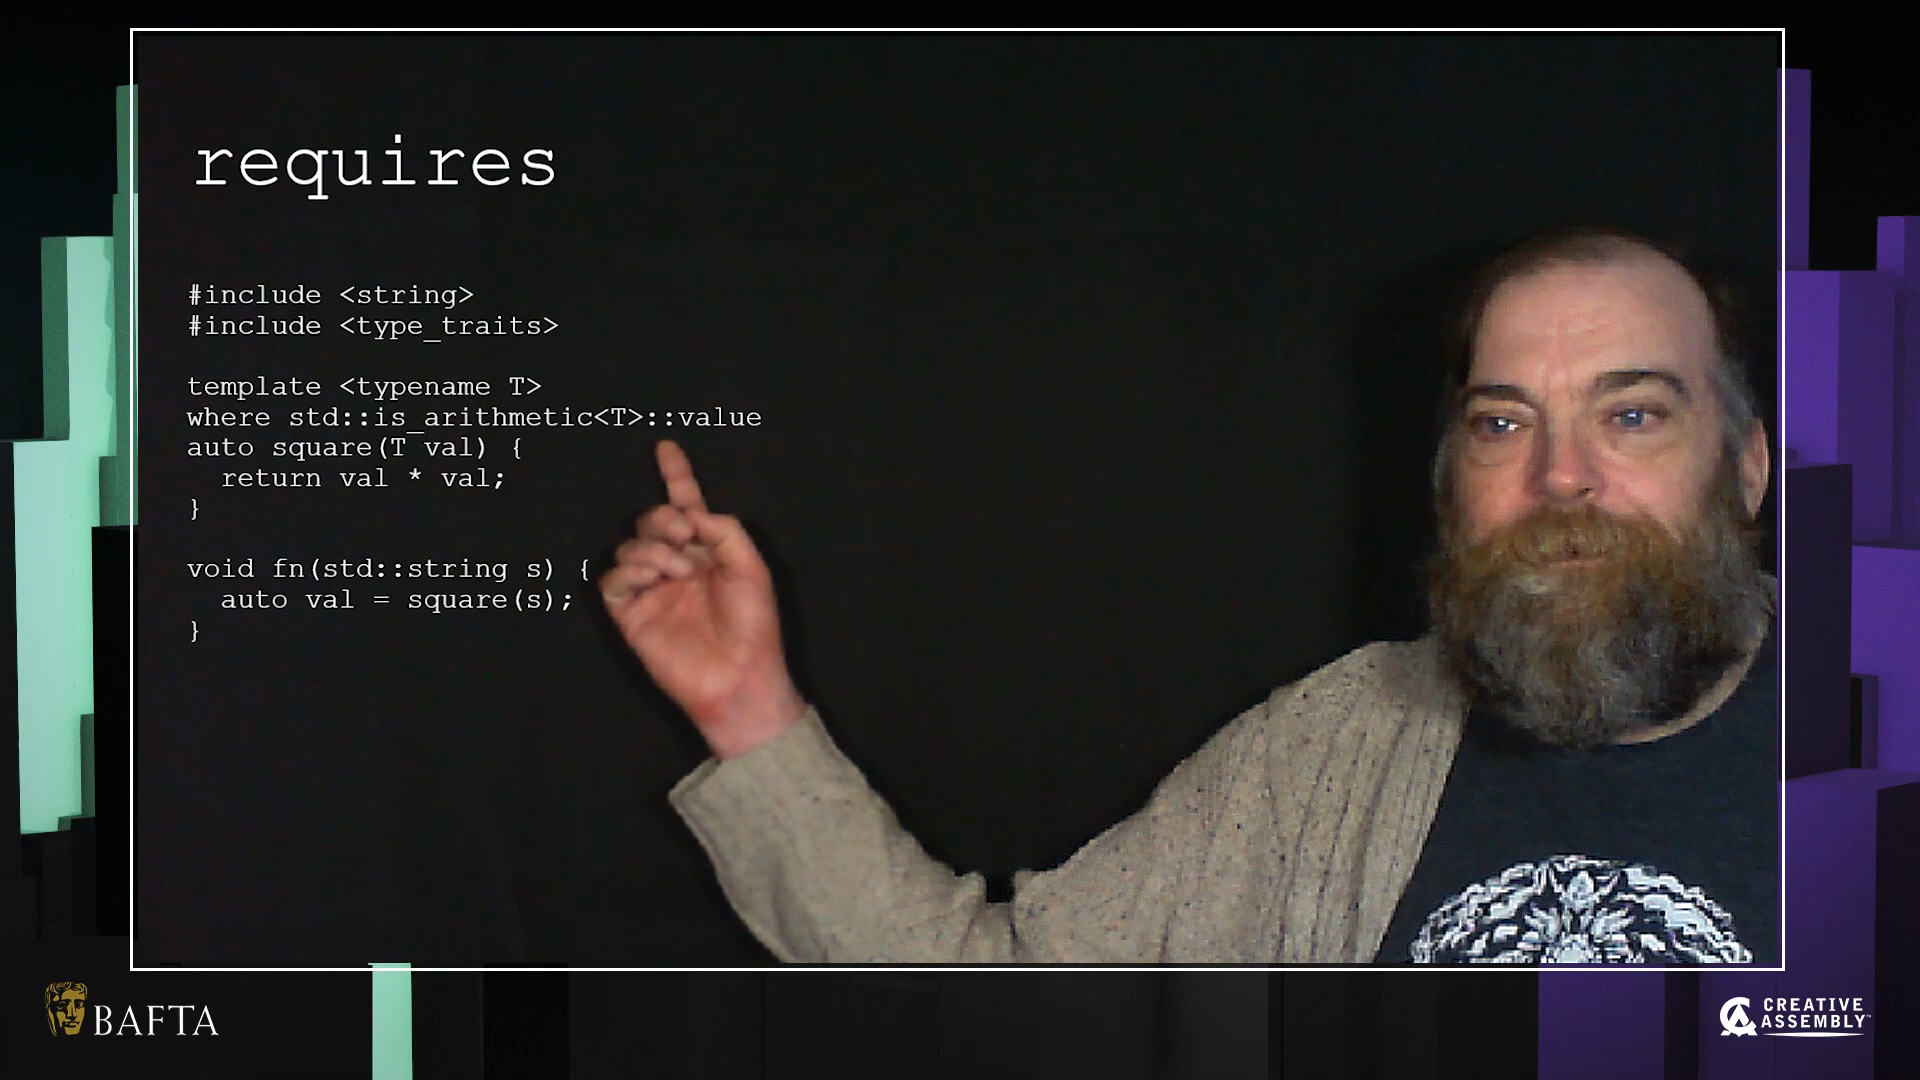 requires
#include <string>
#include <type_traits>
template <typename T>
where std::is_arithmetic<T>::value
auto square(T val) {
  return val * val;
}
void fn(std::string s) {
  auto val = square(s);
}
BAFTA
CREATIVE
ASSEMBLY™